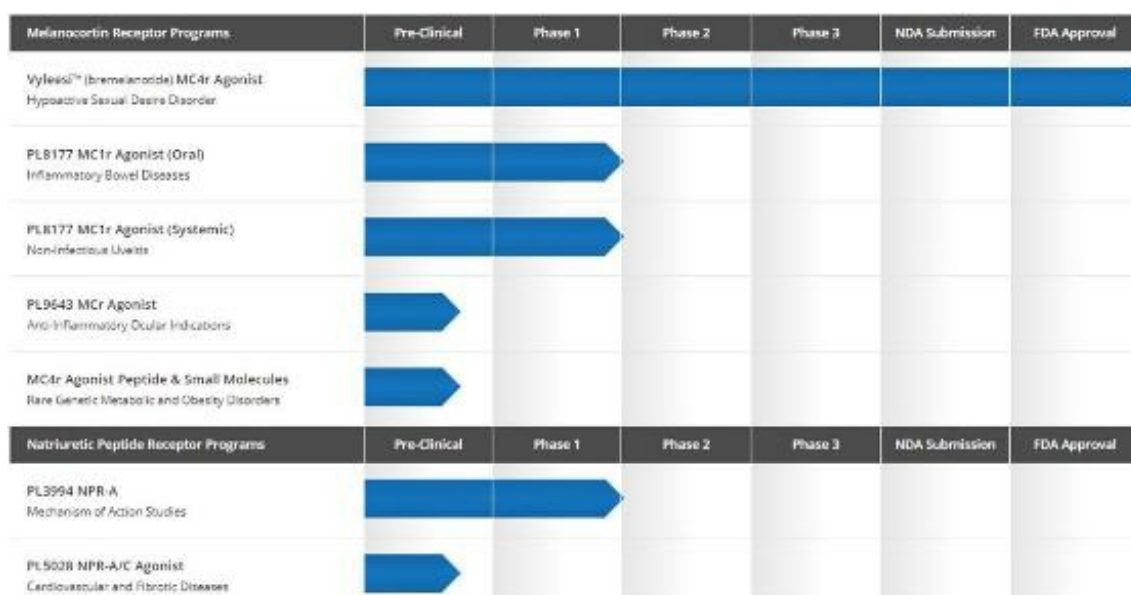 Melanocortin Receptor Programs Pre-Clinical Phase 1 Phase 2 Phase 3 NDA Submission FDA Approval
Vyleesi™ (bremelanotide) MC4r Agonist
Hypoactive Sexual Desire Disorder
PL8177 MC1r Agonist (Oral)
Inflammatory Bowel Diseases
PL8177 MC1r Agonist (Systemic)
Non-Infectious Uveitis
PL9643 MCr Agonist
Anti-Inflammatory Ocular Indications
MC4r Agonist Peptide & Small Molecules
Rare Genetic Metabolic and Obesity Disorders
Natriuretic Peptide Receptor Programs Pre-Clinical Phase 1 Phase 2 Phase 3 NDA Submission FDA Approval
PL3994 NPR-A
Mechanism of Action Studies
PL5028 NPR-A/C Agonist
Cardiovascular and Fibrotic Diseases